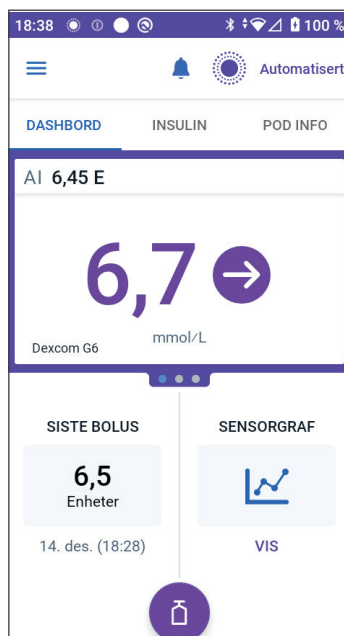 18:38 100 %
Automatisert
DASHBORD INSULIN POD INFO
AI 6,45 E
6,7
mmol/L
Dexcom G6
SISTE BOLUS SENSORGRAF
6,5
Enheter
14. des. (18:28) VIS